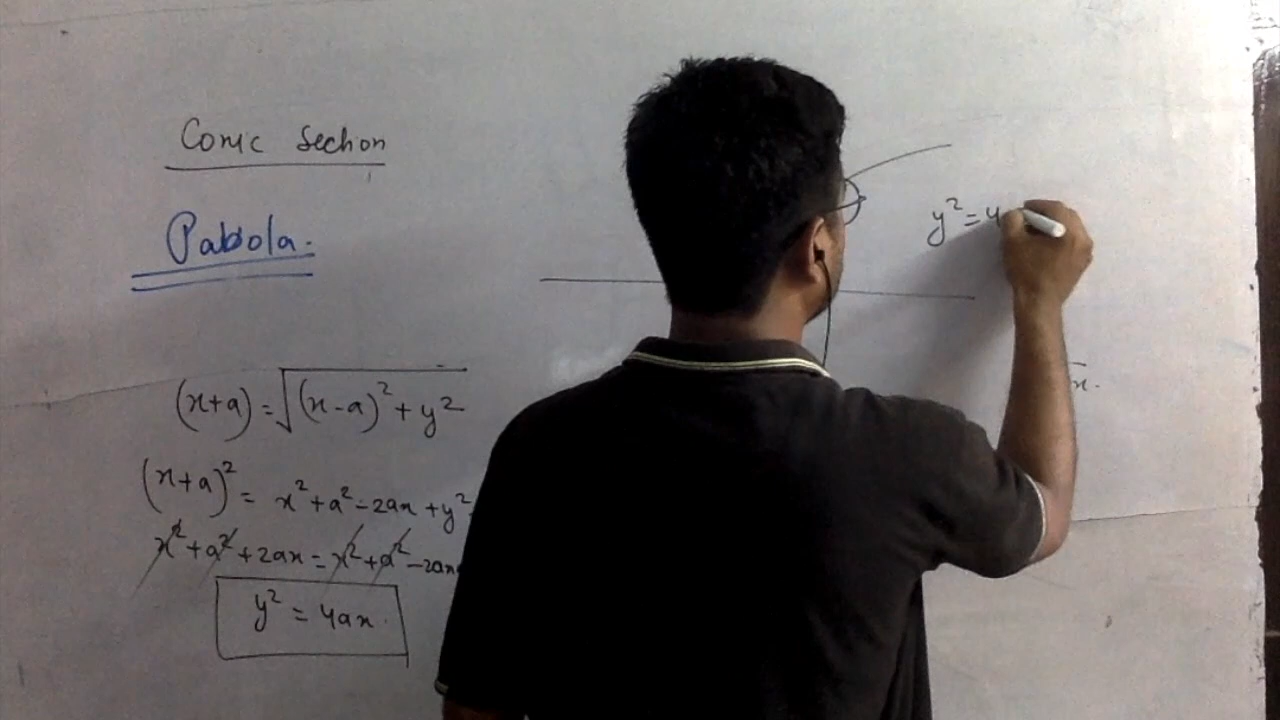 Conic Section
Pabola.
(x+a) = √(x-a)² + y²
(x+a)² = x² + a² - 2ax + y²
x² + a² + 2ax = x² + a² - 2ax
y² = 4ax.
y² = 4
x.